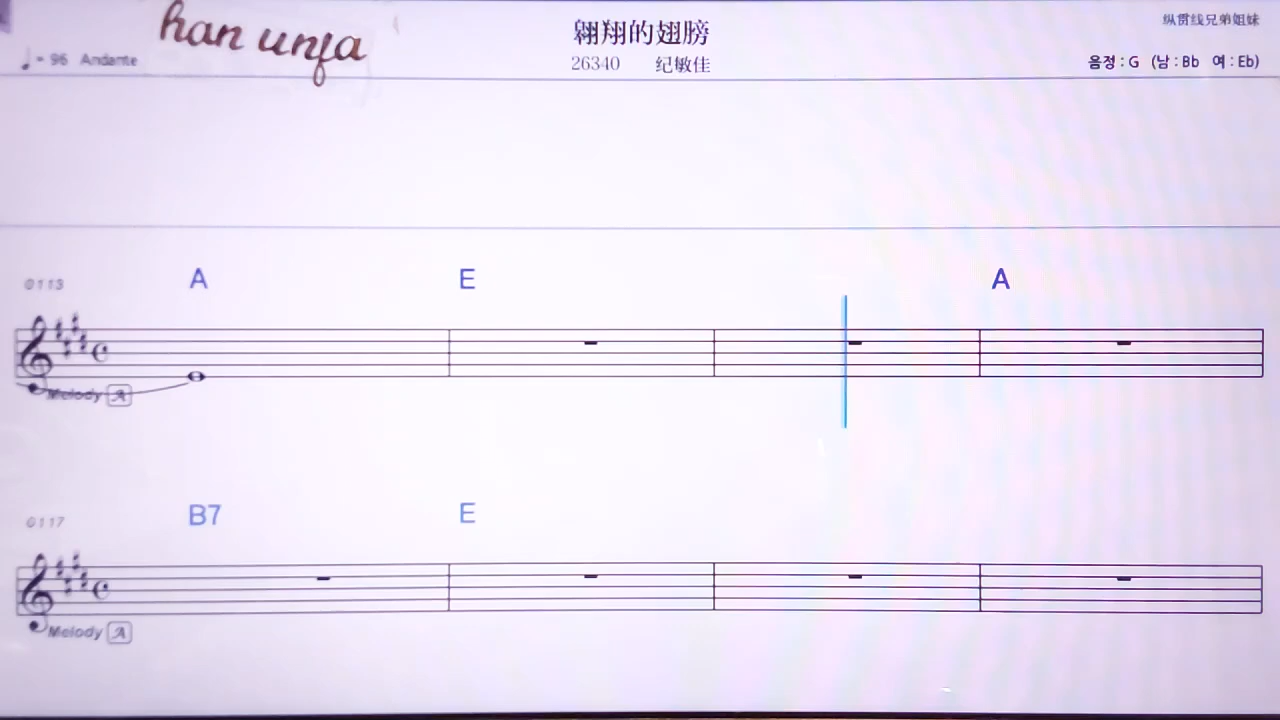 han unja
翱翔的翅膀
纵贯线兄弟姐妹
♩= 96 Andante
26340 纪敏佳
음정 : G (남 : Bb 여 : Eb)
0113 A E A
Melody A
0117 B7 E
Melody A